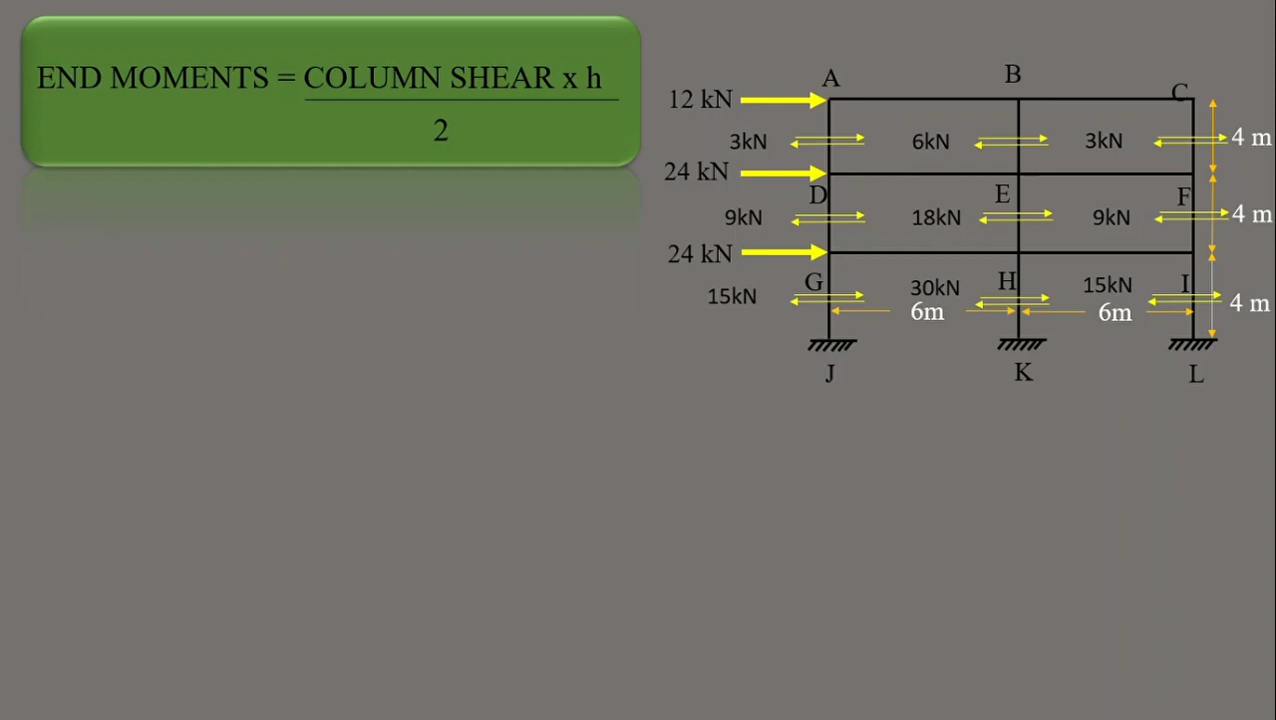 END MOMENTS = COLUMN SHEAR x h
2
A
B
C
12 kN
3kN
6kN
3kN
4 m
24 kN
D
E
F
9kN
18kN
9kN
4 m
24 kN
G
H
I
15kN
30kN
15kN
4 m
6m
6m
J
K
L